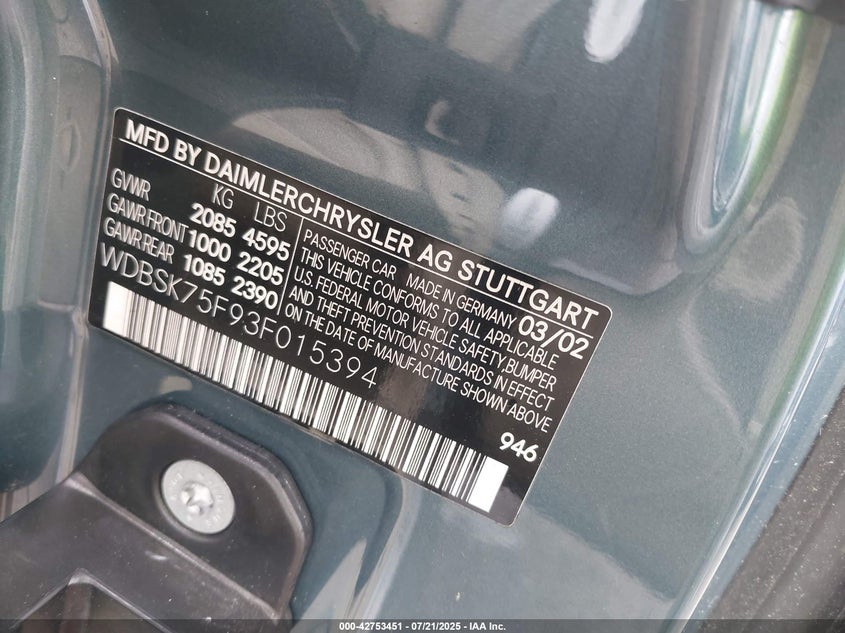 MFD BY DAIMLERCHRYSLER AG STUTTGART
KG LBS
GVWR 2085 4595
GAWR FRONT 1000 2205
GAWR REAR 1085 2390
WDBSK75F93F015394
PASSENGER CAR MADE IN GERMANY 03/02
THIS VEHICLE CONFORMS TO ALL APPLICABLE
U.S. FEDERAL MOTOR VEHICLE SAFETY, BUMPER
AND THEFT PREVENTION STANDARDS IN EFFECT
ON THE DATE OF MANUFACTURE SHOWN ABOVE
946
000-42753451 - 07/21/2025 - IAA Inc.